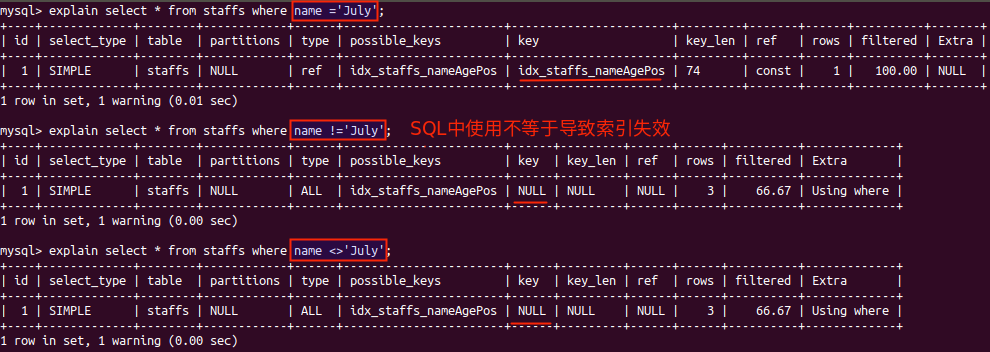 mysql> explain select * from staffs where name ='July';
+----+-------------+--------+------------+------+-----------------------+-----------------------+---------+-------+------+----------+-------+
| id | select_type | table | partitions | type | possible_keys | key | key_len | ref | rows | filtered | Extra |
+----+-------------+--------+------------+------+-----------------------+-----------------------+---------+-------+------+----------+-------+
| 1 | SIMPLE | staffs | NULL | ref | idx_staffs_nameAgePos | idx_staffs_nameAgePos | 74 | const | 1 | 100.00 | NULL |
+----+-------------+--------+------------+------+-----------------------+-----------------------+---------+-------+------+----------+-------+
1 row in set, 1 warning (0.01 sec)
mysql> explain select * from staffs where name !='July'; SQL中使用不等于导致索引失效
+----+-------------+--------+------------+------+-----------------------+------+---------+------+------+----------+-------------+
| id | select_type | table | partitions | type | possible_keys | key | key_len | ref | rows | filtered | Extra |
+----+-------------+--------+------------+------+-----------------------+------+---------+------+------+----------+-------------+
| 1 | SIMPLE | staffs | NULL | ALL | idx_staffs_nameAgePos | NULL | NULL | NULL | 3 | 66.67 | Using where |
+----+-------------+--------+------------+------+-----------------------+------+---------+------+------+----------+-------------+
1 row in set, 1 warning (0.00 sec)
mysql> explain select * from staffs where name <>'July';
+----+-------------+--------+------------+------+-----------------------+------+---------+------+------+----------+-------------+
| id | select_type | table | partitions | type | possible_keys | key | key_len | ref | rows | filtered | Extra |
+----+-------------+--------+------------+------+-----------------------+------+---------+------+------+----------+-------------+
| 1 | SIMPLE | staffs | NULL | ALL | idx_staffs_nameAgePos | NULL | NULL | NULL | 3 | 66.67 | Using where |
+----+-------------+--------+------------+------+-----------------------+------+---------+------+------+----------+-------------+
1 row in set, 1 warning (0.00 sec)